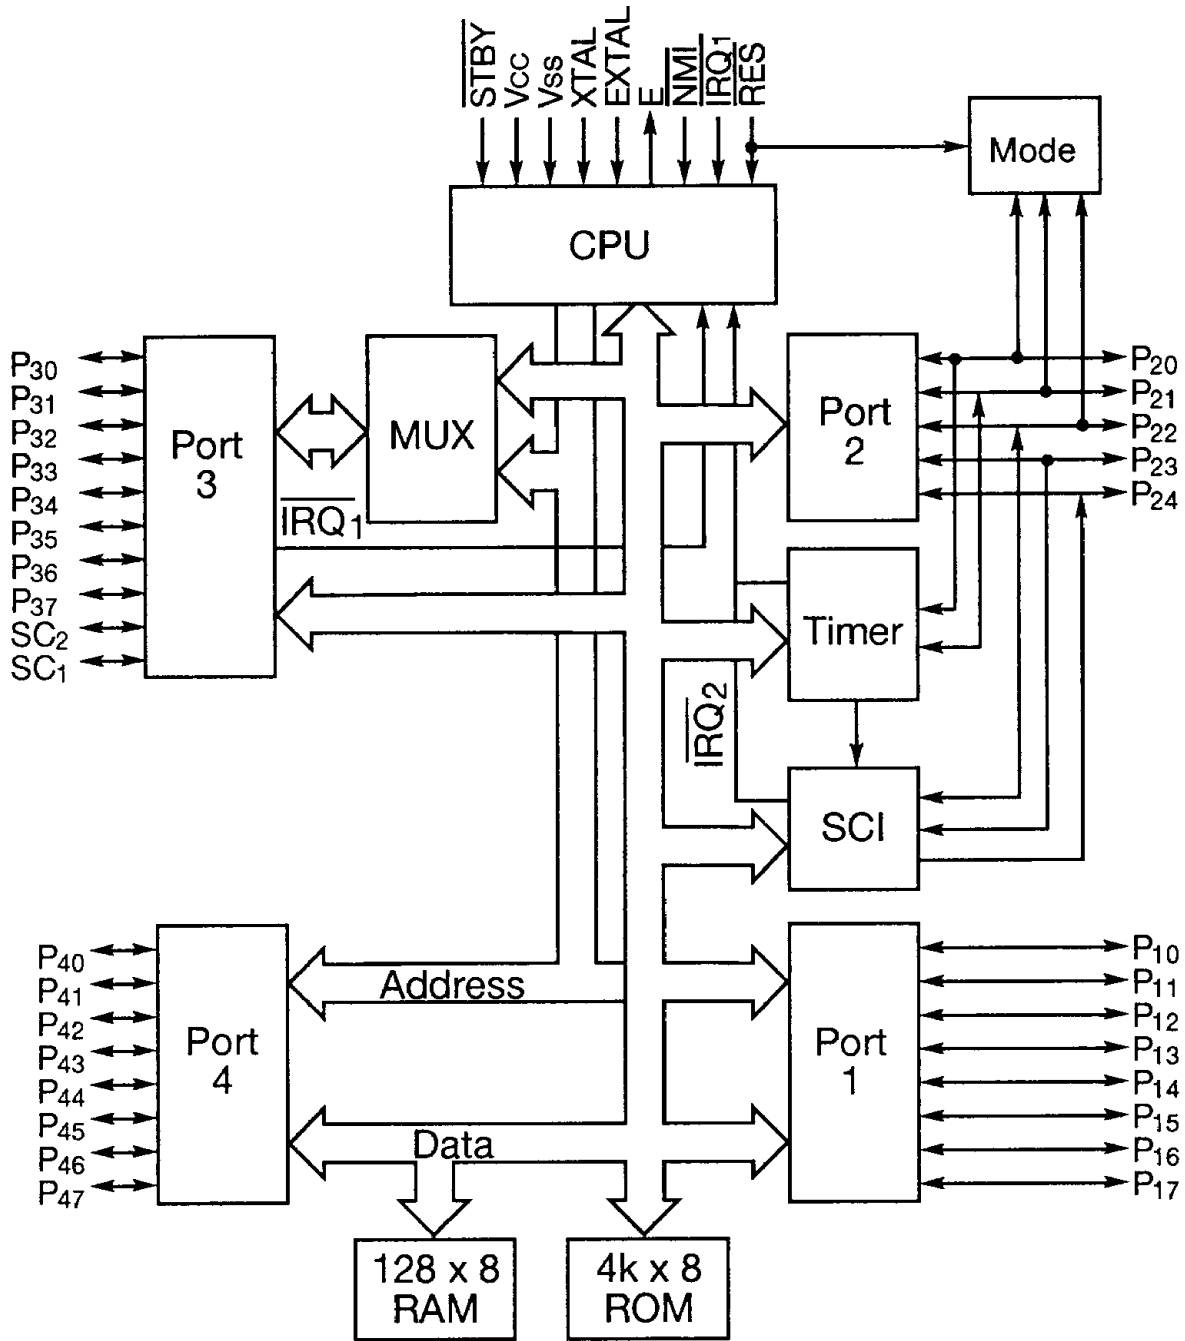 STBY
Vcc
Vss
XTAL
EXTAL
E
NMI
IRQ1
RES
Mode
CPU
P30
P31
P32
P33
P34
P35
P36
P37
SC2
SC1
Port
3
MUX
IRQ1
Port
2
P20
P21
P22
P23
P24
Timer
IRQ2
SCI
P40
P41
P42
P43
P44
P45
P46
P47
Port
4
Address
Data
Port
1
P10
P11
P12
P13
P14
P15
P16
P17
128 x 8
RAM
4k x 8
ROM